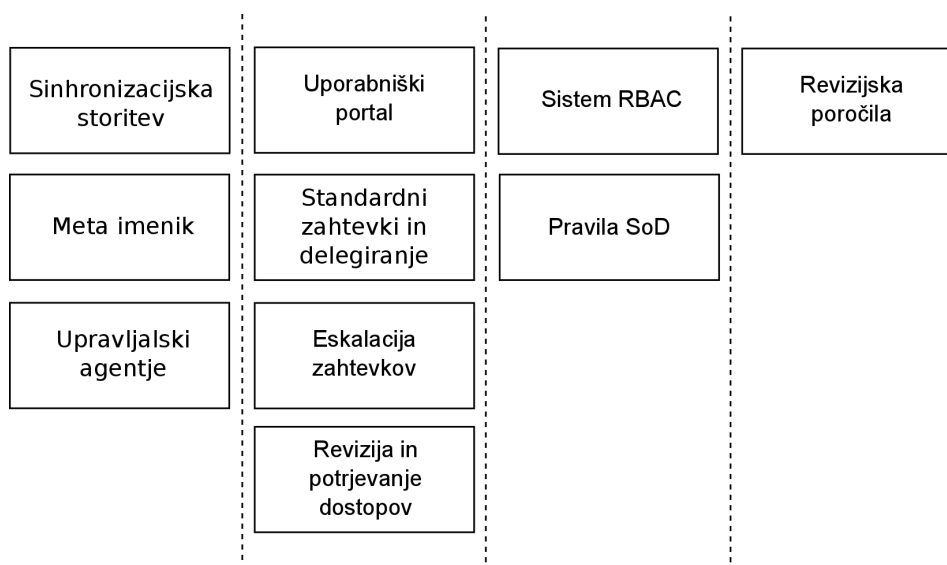 Sinhronizacijska
storitev
Meta imenik
Upravljalski
agentje
Uporabniški
portal
Standardni
zahtevki in
delegiranje
Eskalacija
zahtevkov
Revizija in
potrjevanje
dostopov
Sistem RBAC
Pravila SoD
Revizijska
poročila